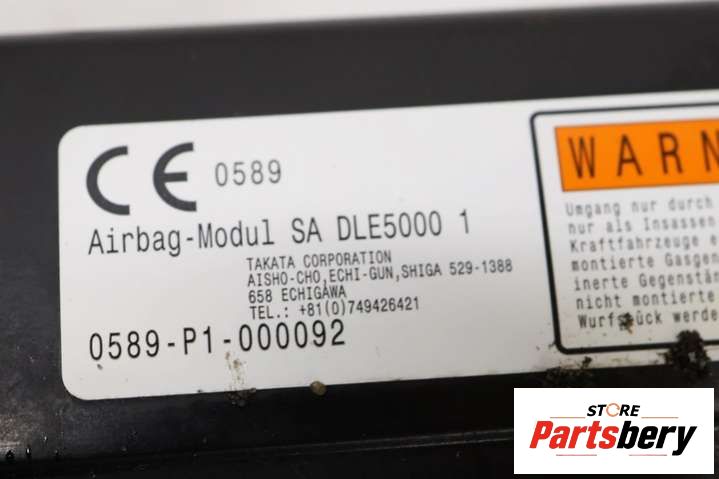 CE 0589
Airbag-Modul SA DLE5000 1
TAKATA CORPORATION
AISHO-CHO,ECHI-GUN,SHIGA 529-1388
658 ECHIGAWA
TEL.: +81(0)749426421
0589-P1-000092
WARN
Umgang nur durch
nur als Insassen
Kraftfahrzeuge e
montierte Gasgen
inerte Gegenstän
nicht montierte
Wurfstück werde
STORE
Partsbery